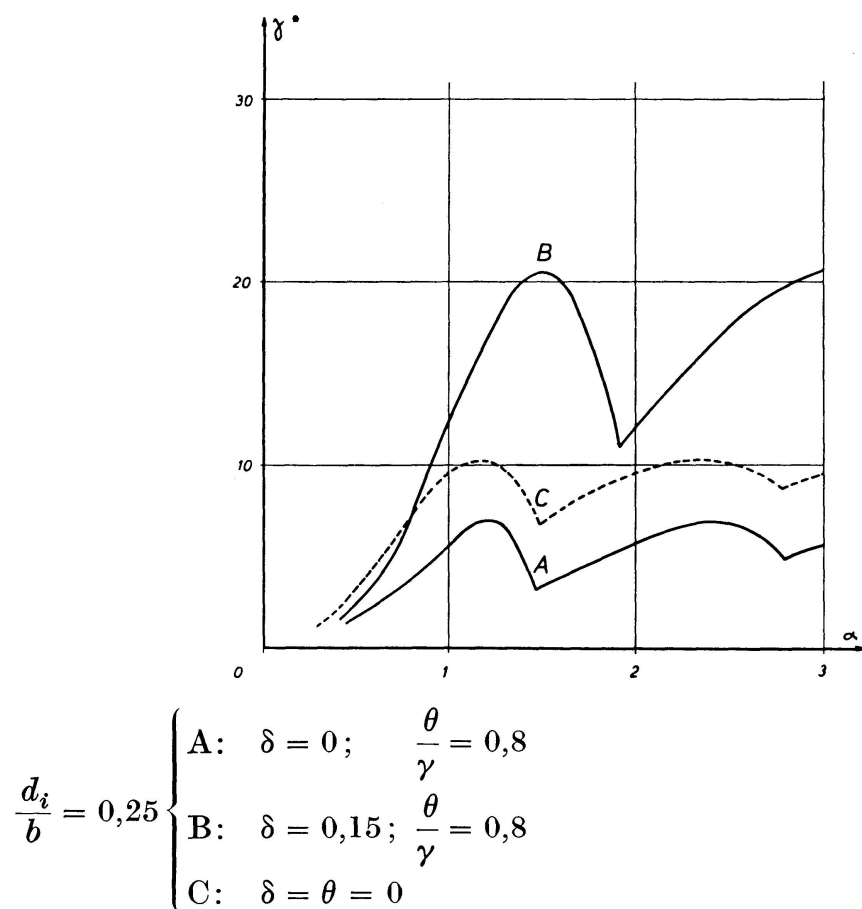 γ*
30
20
10
B
C
A
α
0 1 2 3
d_i/b = 0,25 { A: δ = 0; θ/γ = 0,8
B: δ = 0,15; θ/γ = 0,8
C: δ = θ = 0